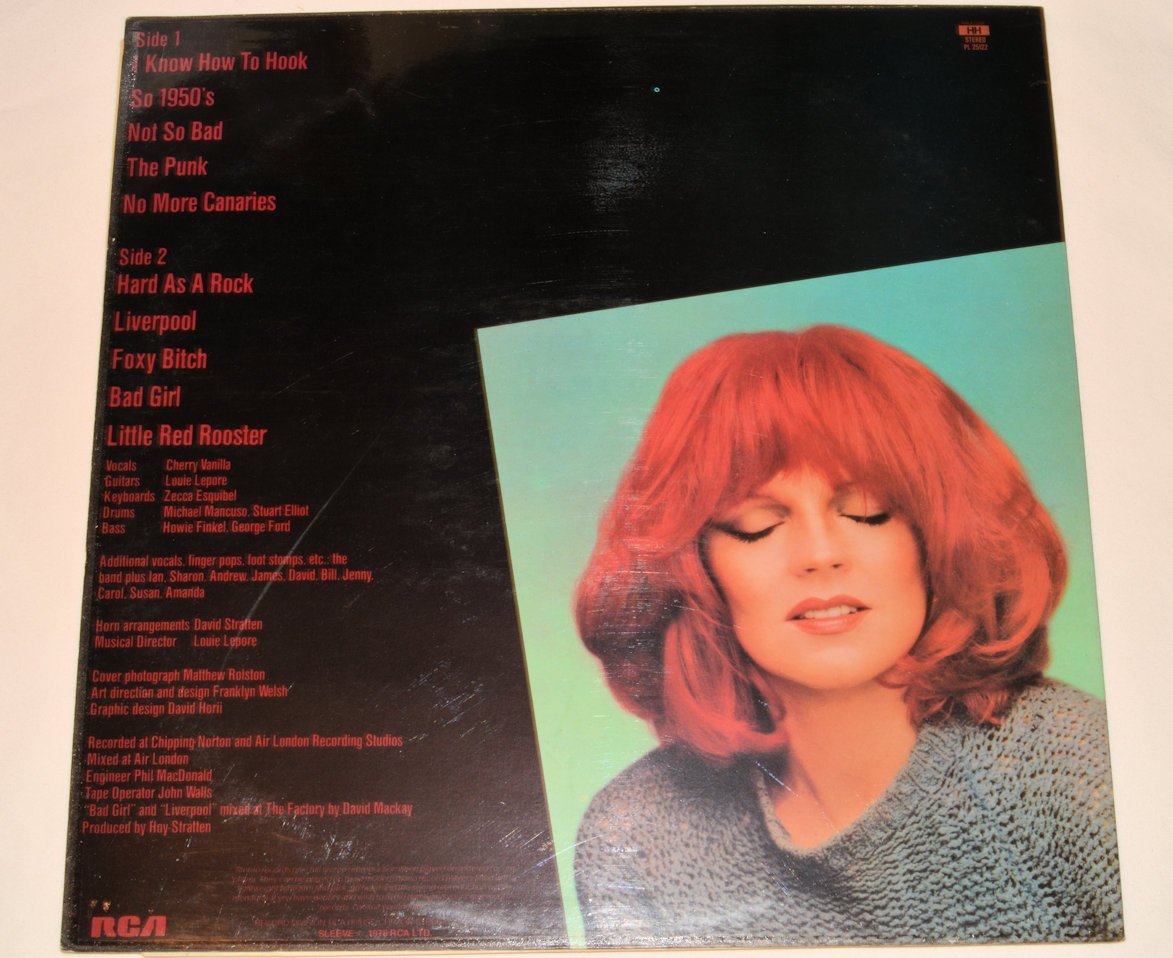 Side 1
I Know How To Hook
So 1950's
Not So Bad
The Punk
No More Canaries
Side 2
Hard As A Rock
Liverpool
Foxy Bitch
Bad Girl
Little Red Rooster
Vocals Cherry Vanilla
Guitars Louie Lepore
Keyboards Zecca Esquibel
Drums Michael Mancuso, Stuart Elliot
Bass Howie Finkel, George Ford
Additional vocals, finger pops, foot stomps, etc.: the
band plus Ian, Sharon, Andrew, James, David, Bill, Jenny,
Carol, Susan, Amanda
Horn arrangements David Stratten
Musical Director Louie Lepore
Cover photograph Matthew Rolston
Art direction and design Franklyn Welsh
Graphic design David Horii
Recorded at Chipping Norton and Air London Recording Studios
Mixed at Air London
Engineer Phil MacDonald
Tape Operator John Walls
"Bad Girl" and "Liverpool" mixed at The Factory by David Mackay
Produced by Roy Stratten
SLEEVE 1978 RCA LTD.
RCA
HH
STEREO
PL 25122